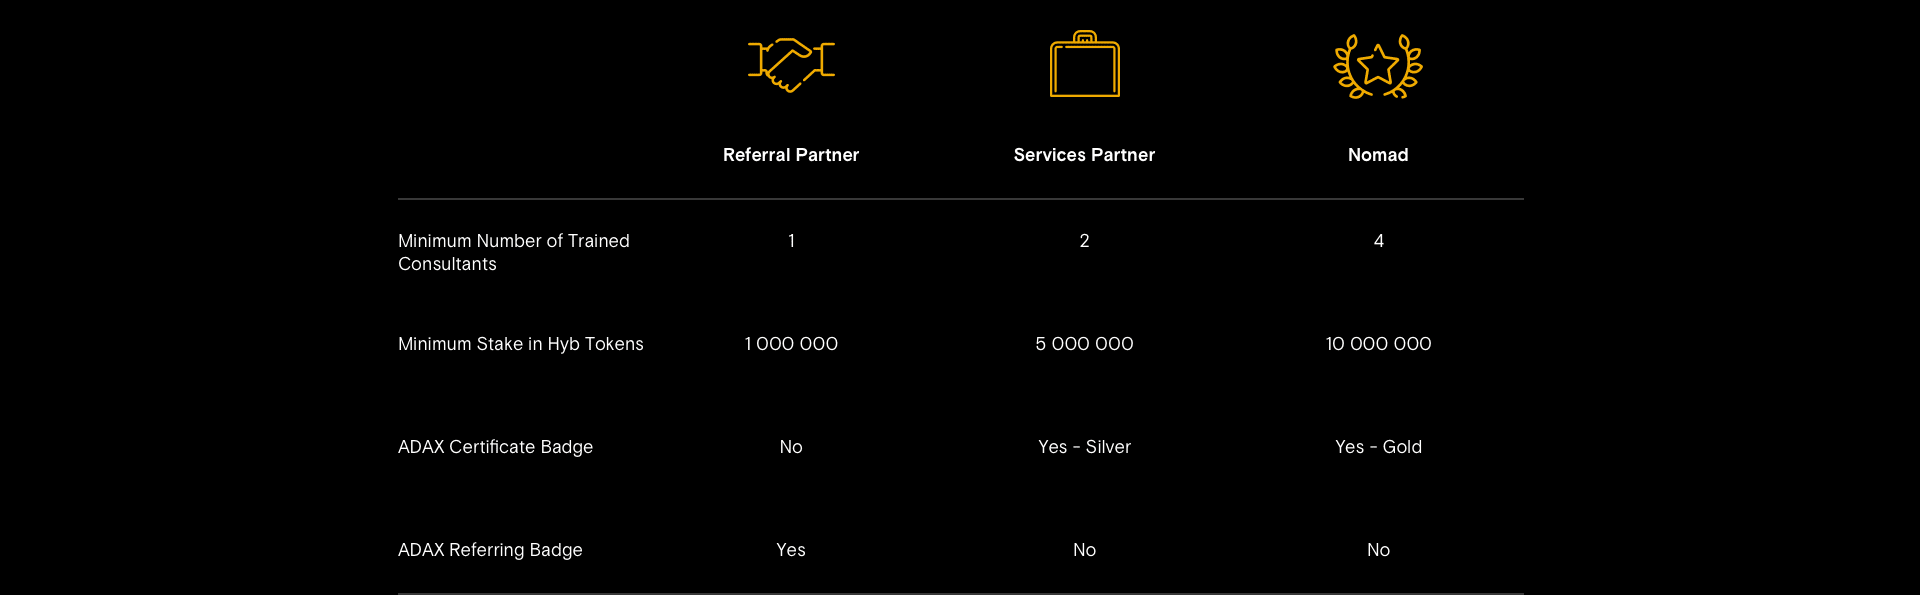 Referral Partner Services Partner Nomad
Minimum Number of Trained 1 2 4
Consultants
Minimum Stake in Hyb Tokens 1 000 000 5 000 000 10 000 000
ADAX Certificate Badge No Yes - Silver Yes - Gold
ADAX Referring Badge Yes No No